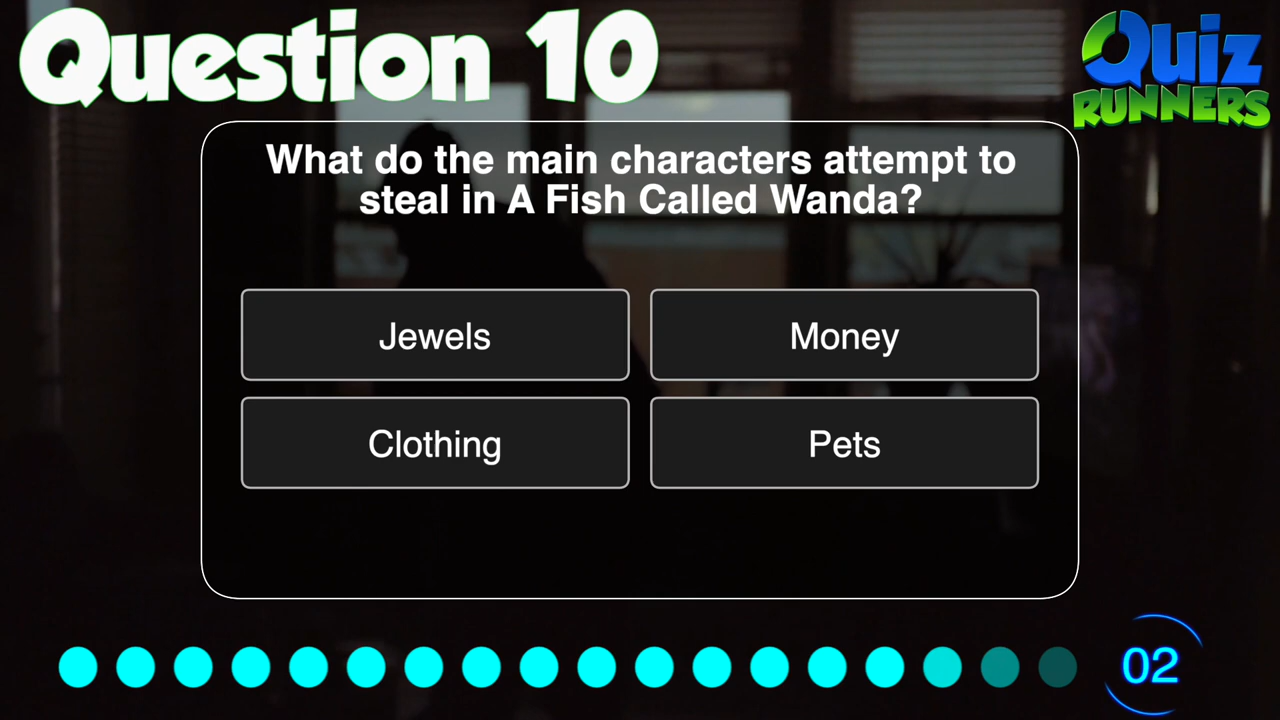 Question 10
Quiz
RUNNERS
What do the main characters attempt to
steal in A Fish Called Wanda?
Jewels
Money
Clothing
Pets
02